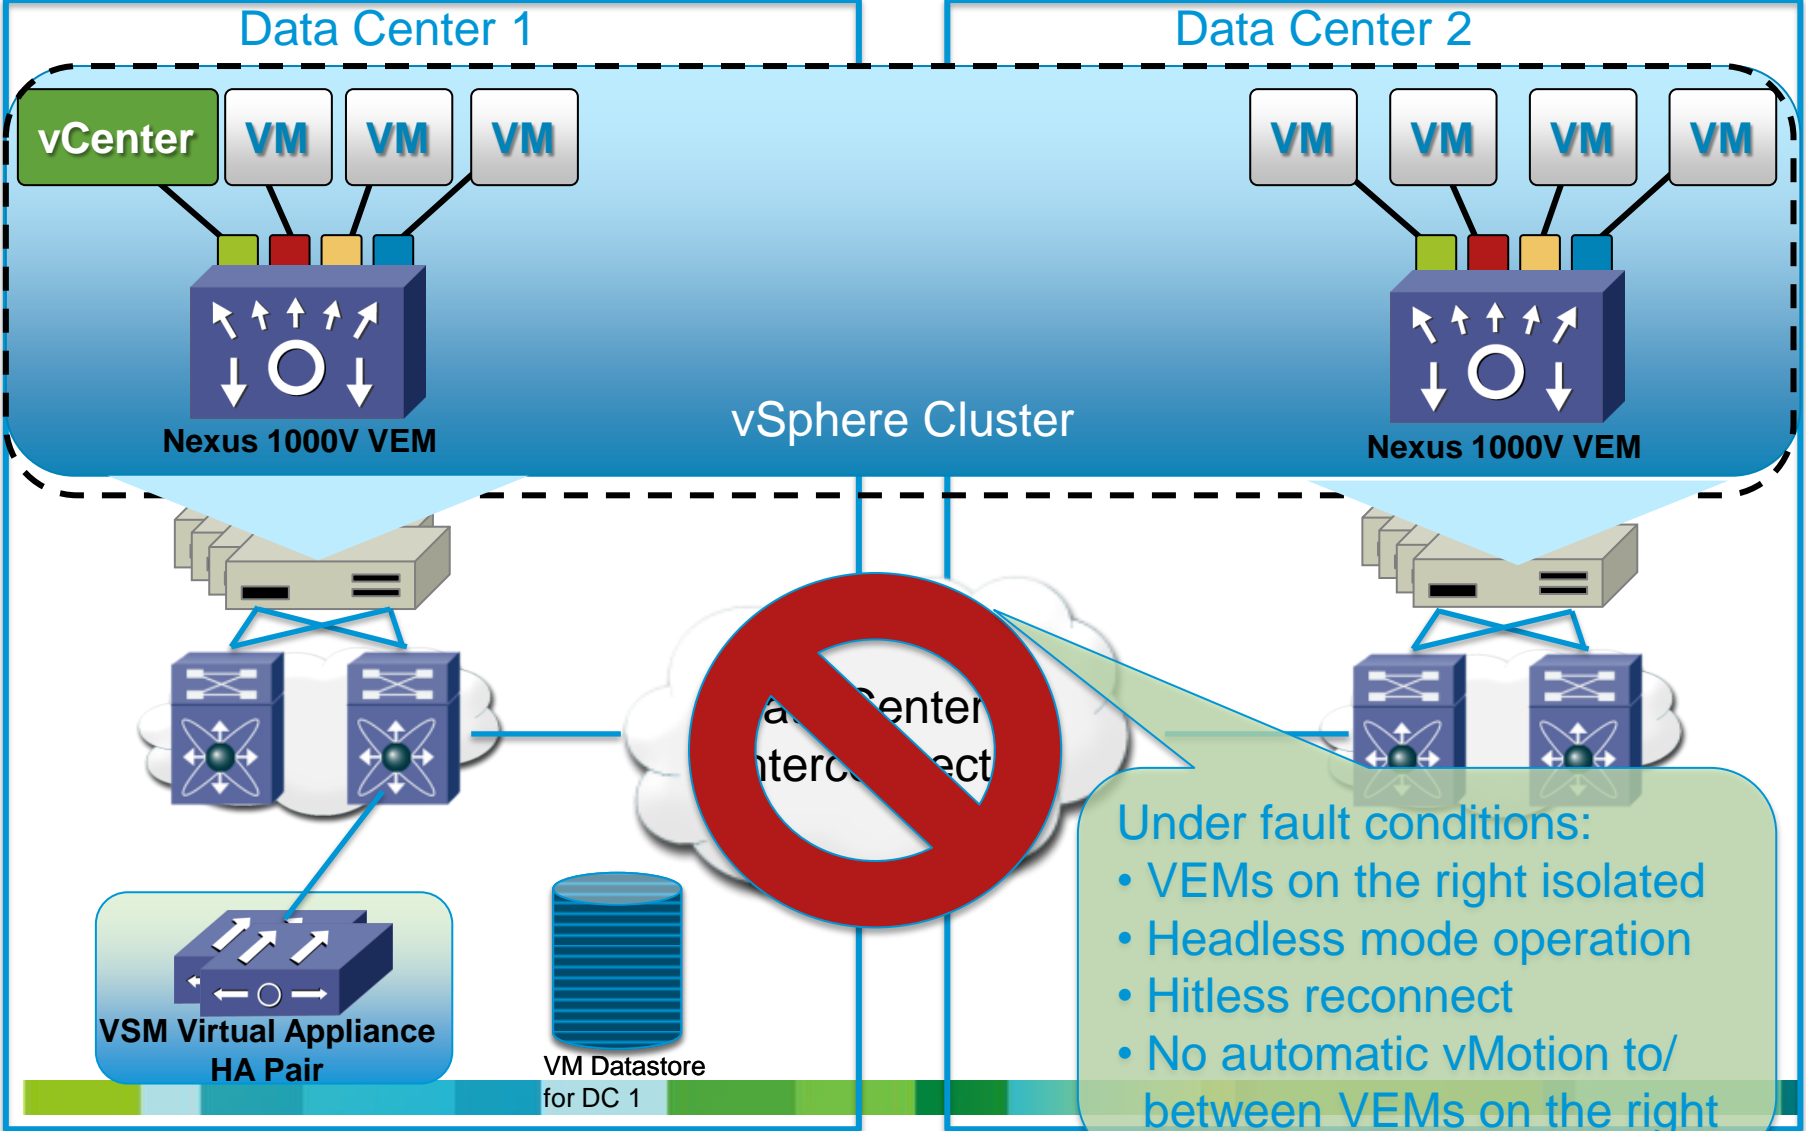 Data Center 1
Data Center 2
vCenter
VM
VM
VM
VM
VM
VM
VM
Nexus 1000V VEM
vSphere Cluster
Nexus 1000V VEM
Under fault conditions:
• VEMs on the right isolated
• Headless mode operation
• Hitless reconnect
• No automatic vMotion to/
between VEMs on the right
VSM Virtual Appliance
HA Pair
VM Datastore
for DC 1